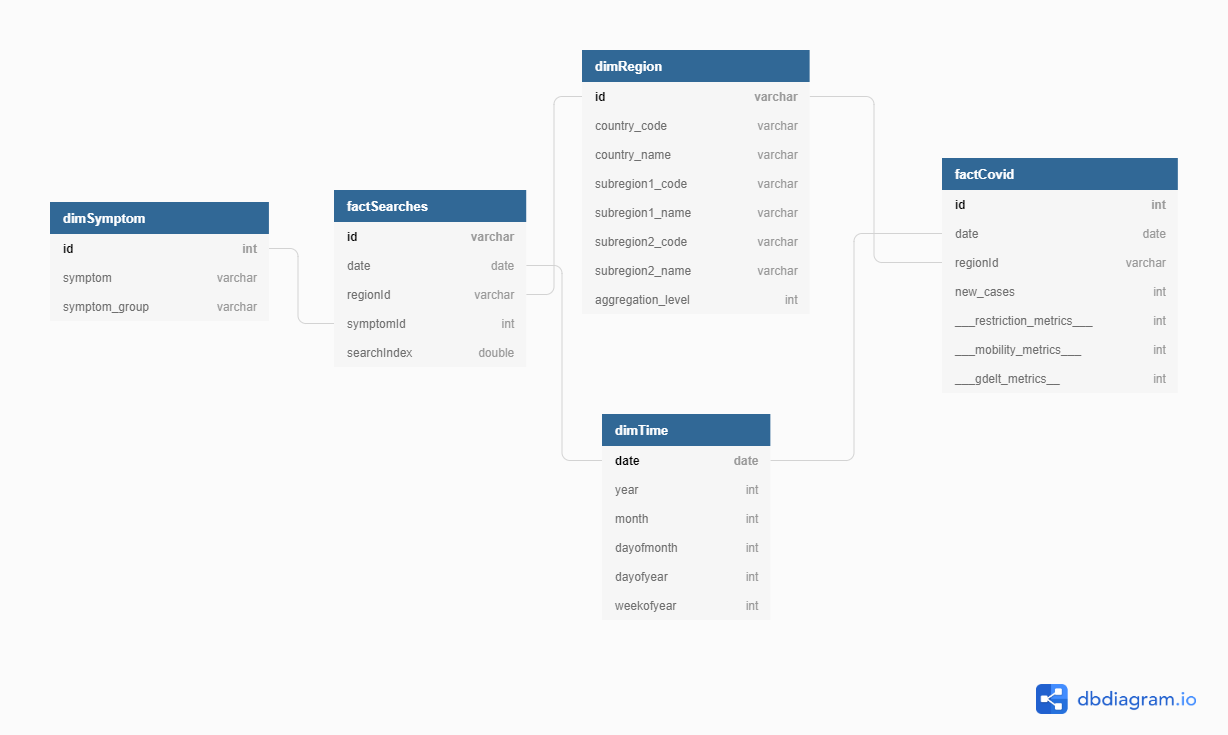 dimSymptom
id int
symptom varchar
symptom_group varchar
factSearches
id varchar
date date
regionId varchar
symptomId int
searchIndex double
dimRegion
id varchar
country_code varchar
country_name varchar
subregion1_code varchar
subregion1_name varchar
subregion2_code varchar
subregion2_name varchar
aggregation_level int
dimTime
date date
year int
month int
dayofmonth int
dayofyear int
weekofyear int
factCovid
id int
date date
regionId varchar
new_cases int
___restriction_metrics___ int
___mobility_metrics___ int
___gdelt_metrics__ int
dbdiagram.io